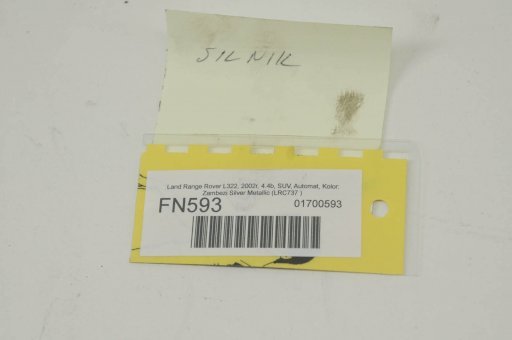 SILNIK
Land Range Rover L322, 2002r, 4.4b, SUV, Automat, Kolor:
Zambezi Silver Metallic (LRC737 )
FN593 01700593